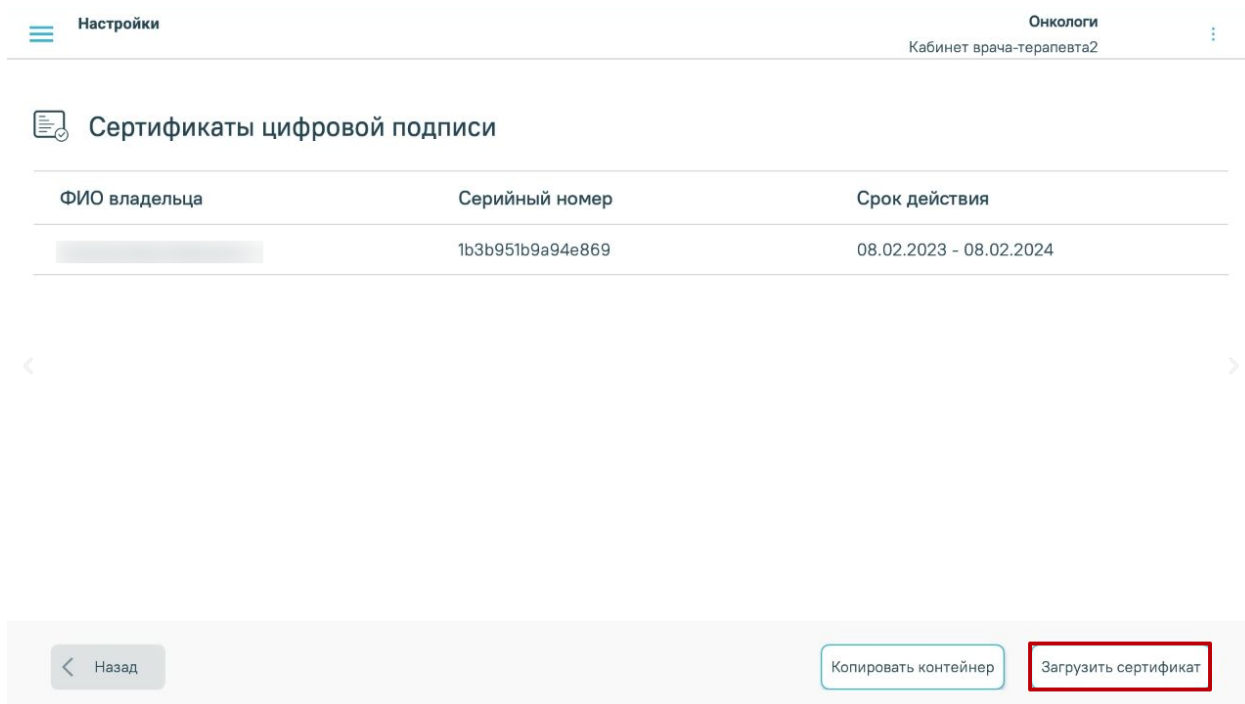 Настройки
Онкологи
Кабинет врача-терапевта2
Сертификаты цифровой подписи
ФИО владельца Серийный номер Срок действия
1b3b951b9a94e869 08.02.2023 - 08.02.2024
Назад Копировать контейнер Загрузить сертификат